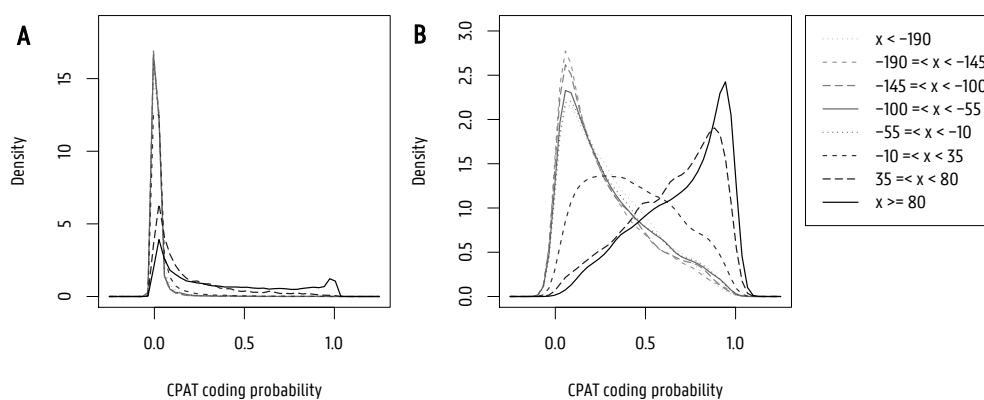 A
Density
15
10
5
0
0.0 0.5 1.0
CPAT coding probability
B
Density
3.0
2.5
2.0
1.5
1.0
0.5
0.0
0.0 0.5 1.0
CPAT coding probability
x < −190
−190 =< x < −145
−145 =< x < −100
−100 =< x < −55
−55 =< x < −10
−10 =< x < 35
35 =< x < 80
x >= 80